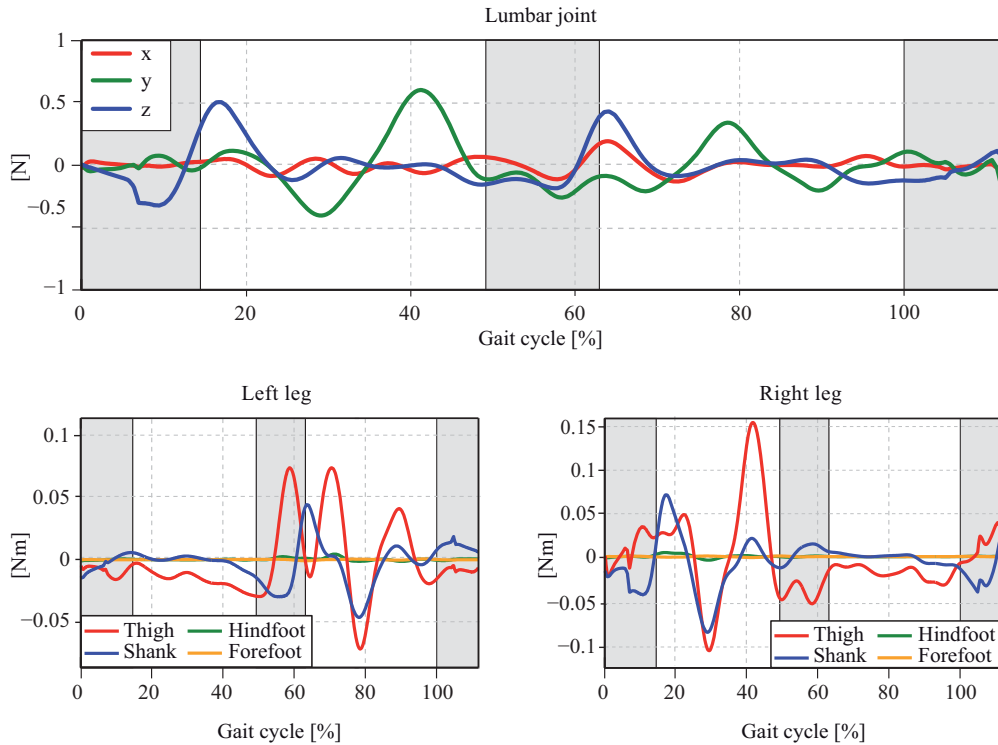 Lumbar joint
1
x
y
z
0.5
0
−0.5
−1
[N]
0 20 40 60 80 100
Gait cycle [%]
Left leg
0.1
0.05
0
−0.05
[Nm]
Thigh Hindfoot
Shank Forefoot
0 20 40 60 80 100
Gait cycle [%]
Right leg
0.15
0.1
0.05
0
−0.05
−0.1
[Nm]
Thigh Hindfoot
Shank Forefoot
0 20 40 60 80 100
Gait cycle [%]